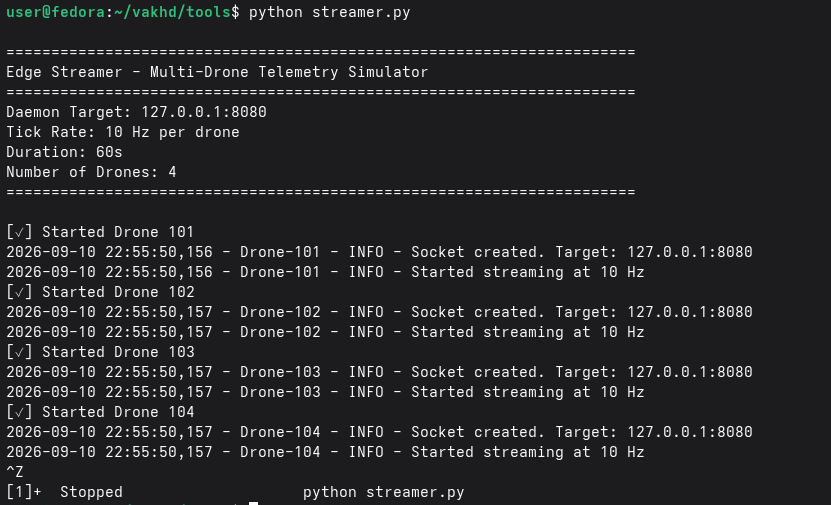 user@fedora:~/vakhd/tools$ python streamer.py
======================================================================
Edge Streamer - Multi-Drone Telemetry Simulator
======================================================================
Daemon Target: 127.0.0.1:8080
Tick Rate: 10 Hz per drone
Duration: 60s
Number of Drones: 4
======================================================================
[✓] Started Drone 101
2026-09-10 22:55:50,156 - Drone-101 - INFO - Socket created. Target: 127.0.0.1:8080
2026-09-10 22:55:50,156 - Drone-101 - INFO - Started streaming at 10 Hz
[✓] Started Drone 102
2026-09-10 22:55:50,157 - Drone-102 - INFO - Socket created. Target: 127.0.0.1:8080
2026-09-10 22:55:50,157 - Drone-102 - INFO - Started streaming at 10 Hz
[✓] Started Drone 103
2026-09-10 22:55:50,157 - Drone-103 - INFO - Socket created. Target: 127.0.0.1:8080
2026-09-10 22:55:50,157 - Drone-103 - INFO - Started streaming at 10 Hz
[✓] Started Drone 104
2026-09-10 22:55:50,157 - Drone-104 - INFO - Socket created. Target: 127.0.0.1:8080
2026-09-10 22:55:50,157 - Drone-104 - INFO - Started streaming at 10 Hz
^Z
[1]+  Stopped                    python streamer.py